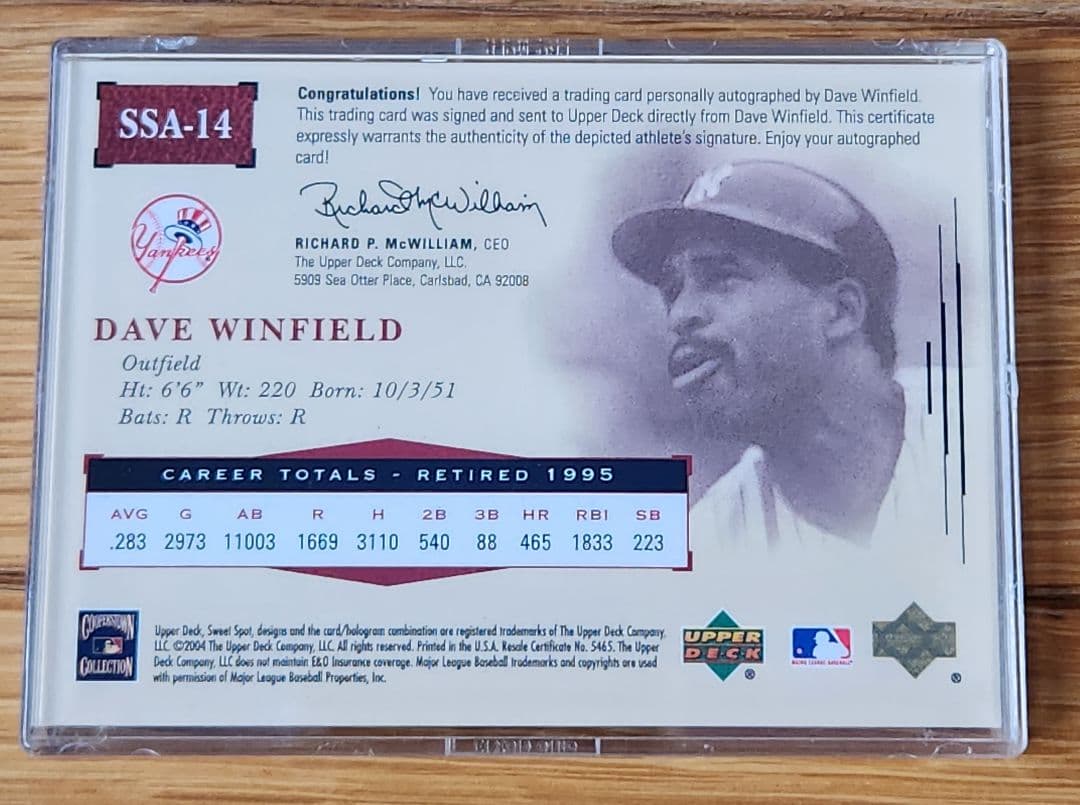 SSA-14
Congratulations! You have received a trading card personally autographed by Dave Winfield.
This trading card was signed and sent to Upper Deck directly from Dave Winfield. This certificate
expressly warrants the authenticity of the depicted athlete's signature. Enjoy your autographed
card!
Richard P McWilliam
RICHARD P. McWILLIAM, CEO
The Upper Deck Company, LLC.
5909 Sea Otter Place, Carlsbad, CA 92008
Yankees
DAVE WINFIELD
Outfield
Ht: 6'6" Wt: 220 Born: 10/3/51
Bats: R Throws: R
CAREER TOTALS - RETIRED 1995
AVG G AB R H 2B 3B HR RBI SB
.283 2973 11003 1669 3110 540 88 465 1833 223
COOPERSTOWN
COLLECTION
Upper Deck, Sweet Spot, designs and the card/hologram combination are registered trademarks of The Upper Deck Company,
LLC. ©2004 The Upper Deck Company, LLC. All rights reserved. Printed in the U.S.A. Resale Certificate No. 5465. The Upper
Deck Company, LLC does not maintain E&O Insurance coverage. Major League Baseball trademarks and copyrights are used
with permission of Major League Baseball Properties, Inc.
UPPER
DECK
®
MAJOR LEAGUE BASEBALL
®